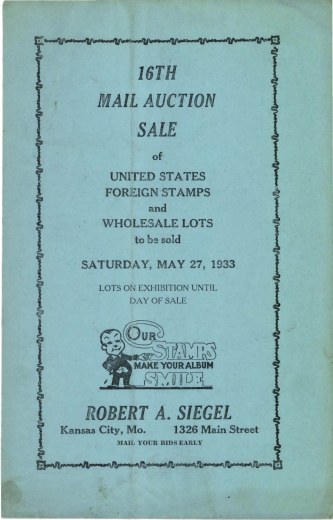 16TH
MAIL AUCTION
SALE
of
UNITED STATES
FOREIGN STAMPS
and
WHOLESALE LOTS
to be sold
SATURDAY, MAY 27, 1933
LOTS ON EXHIBITION UNTIL
DAY OF SALE
OUR
STAMPS
MAKE YOUR ALBUM
SMILE
ROBERT A. SIEGEL
Kansas City, Mo. 1326 Main Street
MAIL YOUR BIDS EARLY